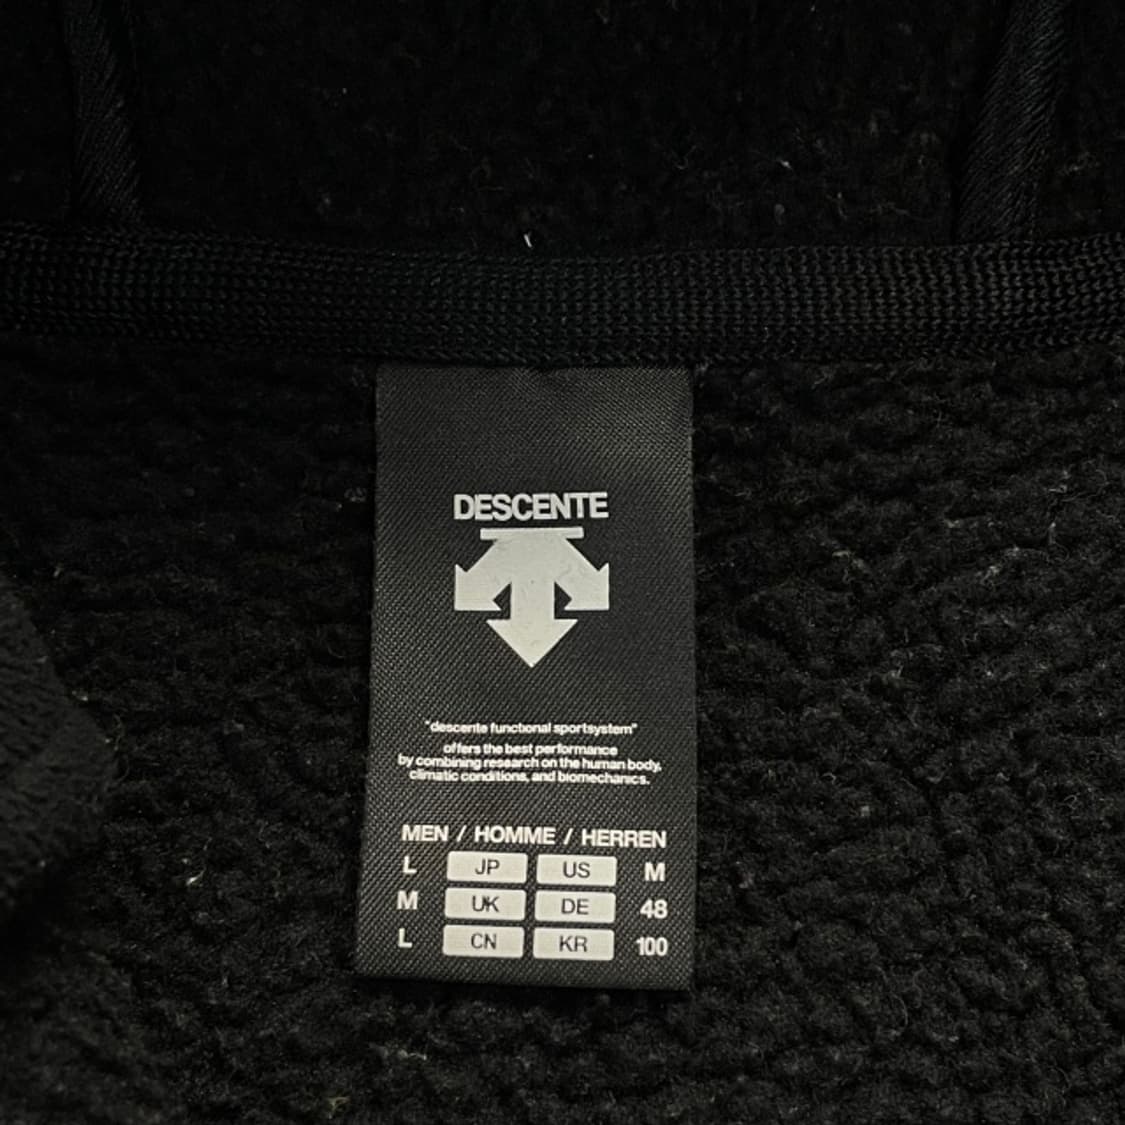 DESCENTE
"descente functional sportsystem"
offers the best performance
by combining research on the human body,
climatic conditions, and biomechanics.
MEN / HOMME / HERREN
L JP US M
M UK DE 48
L CN KR 100